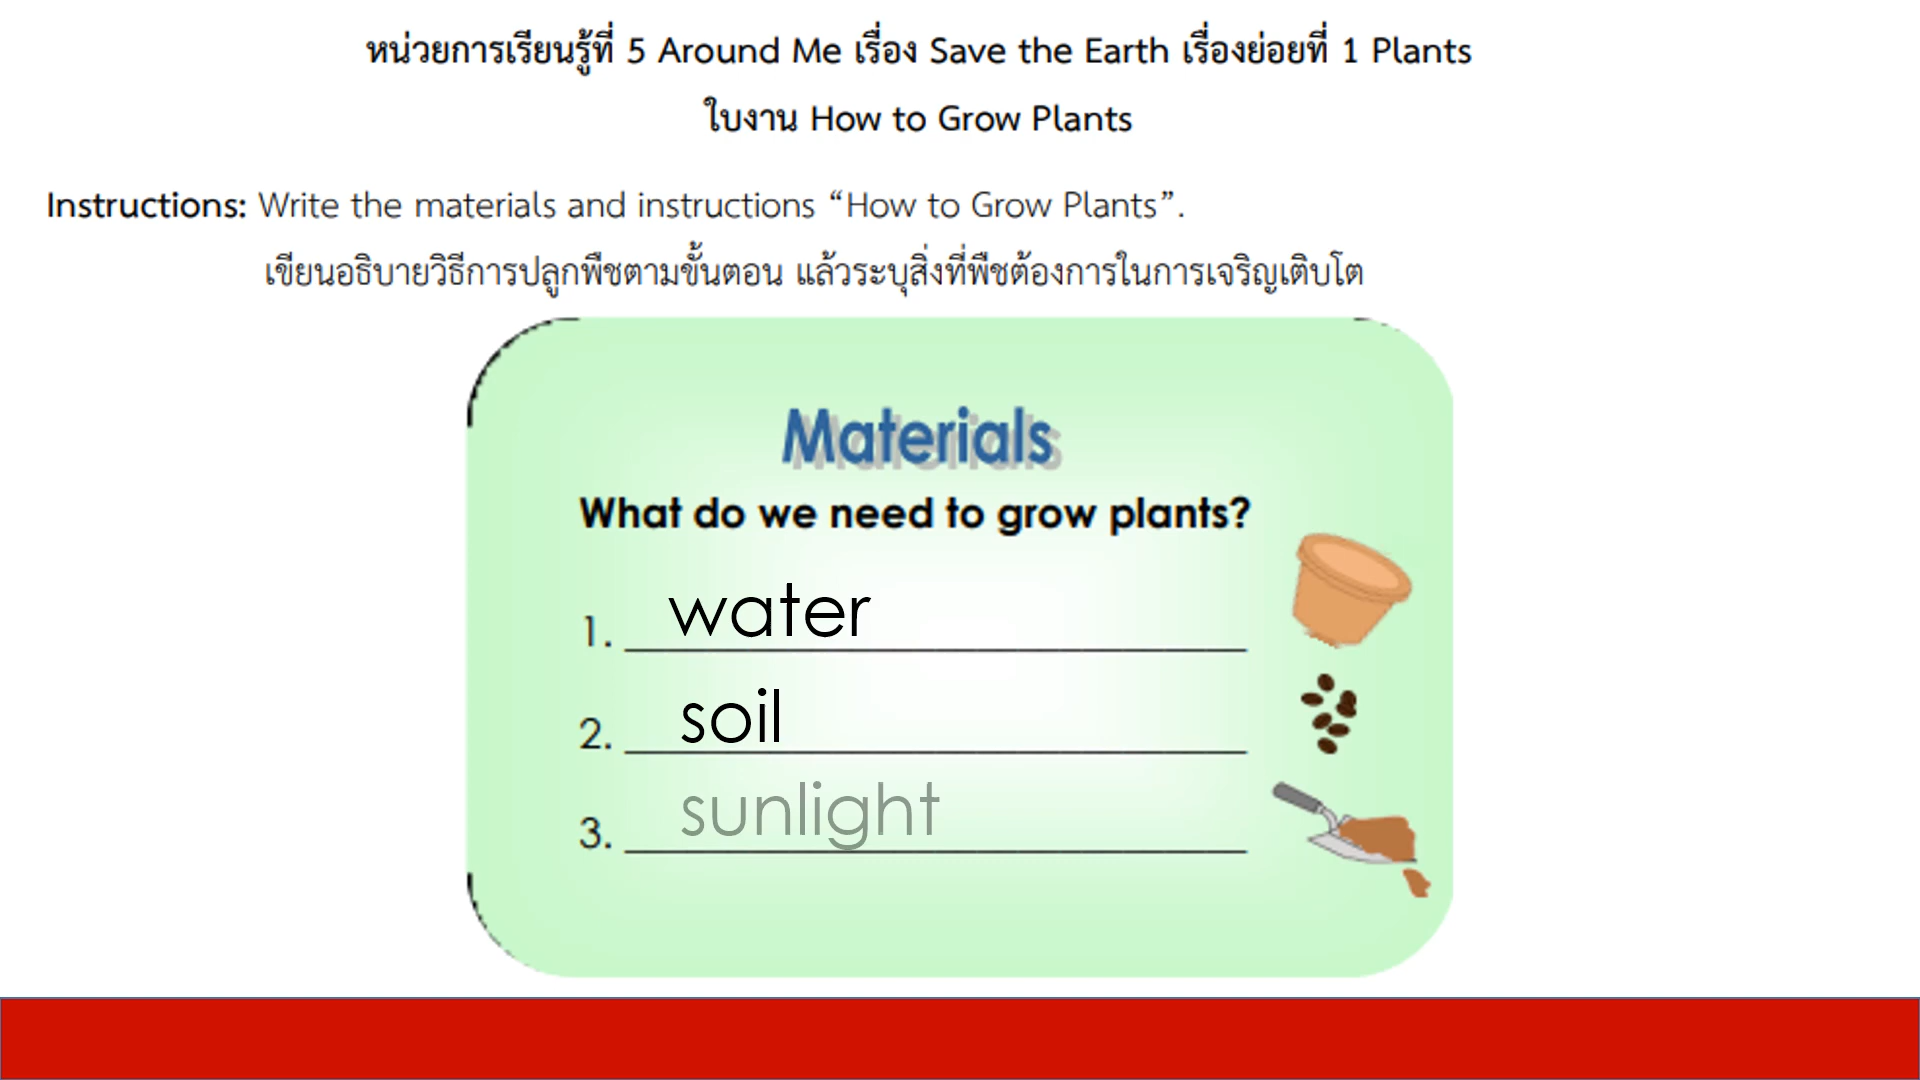 หน่วยการเรียนรู้ที่ 5 Around Me เรื่อง Save the Earth เรื่องย่อยที่ 1 Plants
ใบงาน How to Grow Plants
Instructions: Write the materials and instructions “How to Grow Plants”.
เขียนอธิบายวิธีการปลูกพืชตามขั้นตอน แล้วระบุสิ่งที่พืชต้องการในการเจริญเติบโต
Materials
What do we need to grow plants?
1. water
2. soil
3. sunlight